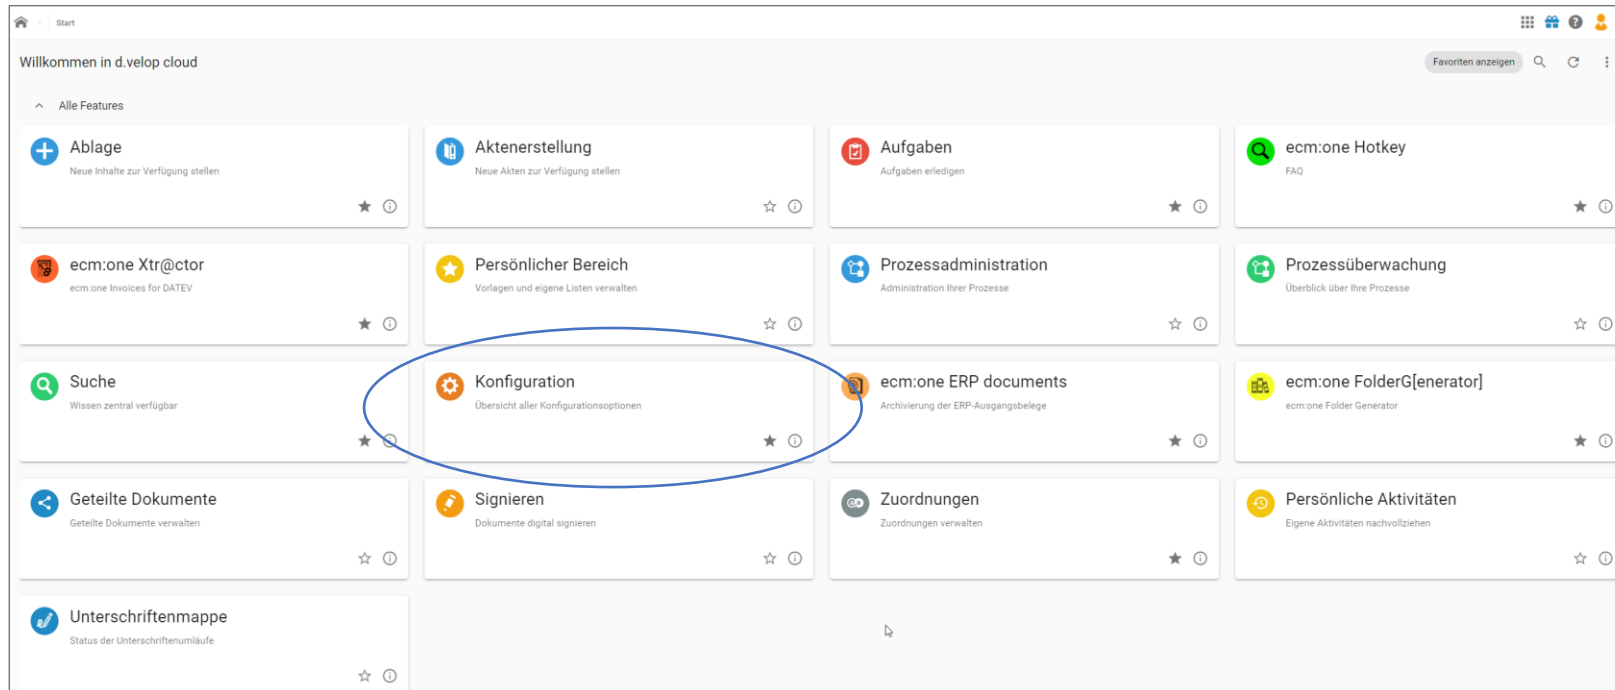 Start
Willkommen in d.velop cloud
Favoriten anzeigen
Alle Features
Ablage
Neue Inhalte zur Verfügung stellen
Aktenerstellung
Neue Akten zur Verfügung stellen
Aufgaben
Aufgaben erledigen
ecm:one Hotkey
FAQ
ecm:one Xtr@ctor
ecm:one Invoices for DATEV
Persönlicher Bereich
Vorlagen und eigene Listen verwalten
Prozessadministration
Administration Ihrer Prozesse
Prozessüberwachung
Überblick über Ihre Prozesse
Suche
Wissen zentral verfügbar
Konfiguration
Übersicht aller Konfigurationsoptionen
ecm:one ERP documents
Archivierung der ERP-Ausgangsbelege
ecm:one FolderG[enerator]
ecm:one Folder Generator
Geteilte Dokumente
Geteilte Dokumente verwalten
Signieren
Dokumente digital signieren
Zuordnungen
Zuordnungen verwalten
Persönliche Aktivitäten
Eigene Aktivitäten nachvollziehen
Unterschriftenmappe
Status der Unterschriftenumläufe